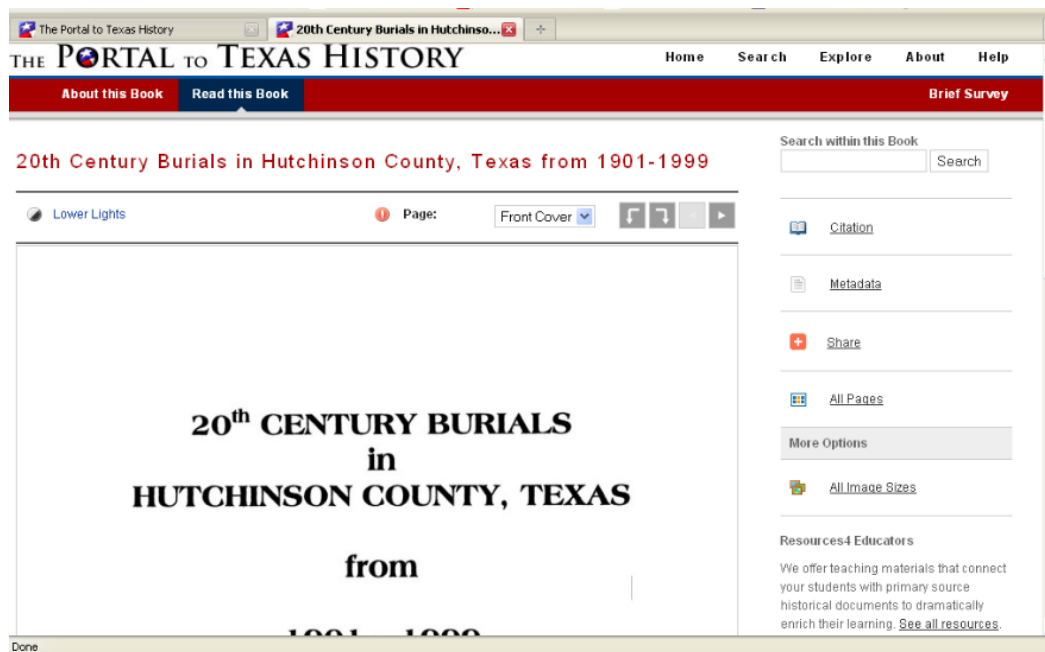 The Portal to Texas History
20th Century Burials in Hutchinso...
THE PORTAL TO TEXAS HISTORY
Home Search Explore About Help
About this Book Read this Book Brief Survey
20th Century Burials in Hutchinson County, Texas from 1901-1999
Lower Lights
Page: Front Cover
20th CENTURY BURIALS
in
HUTCHINSON COUNTY, TEXAS
from
1901 1999
Search within this Book
Search
Citation
Metadata
Share
All Pages
More Options
All Image Sizes
Resources4 Educators
We offer teaching materials that connect
your students with primary source
historical documents to dramatically
enrich their learning. See all resources.
Done